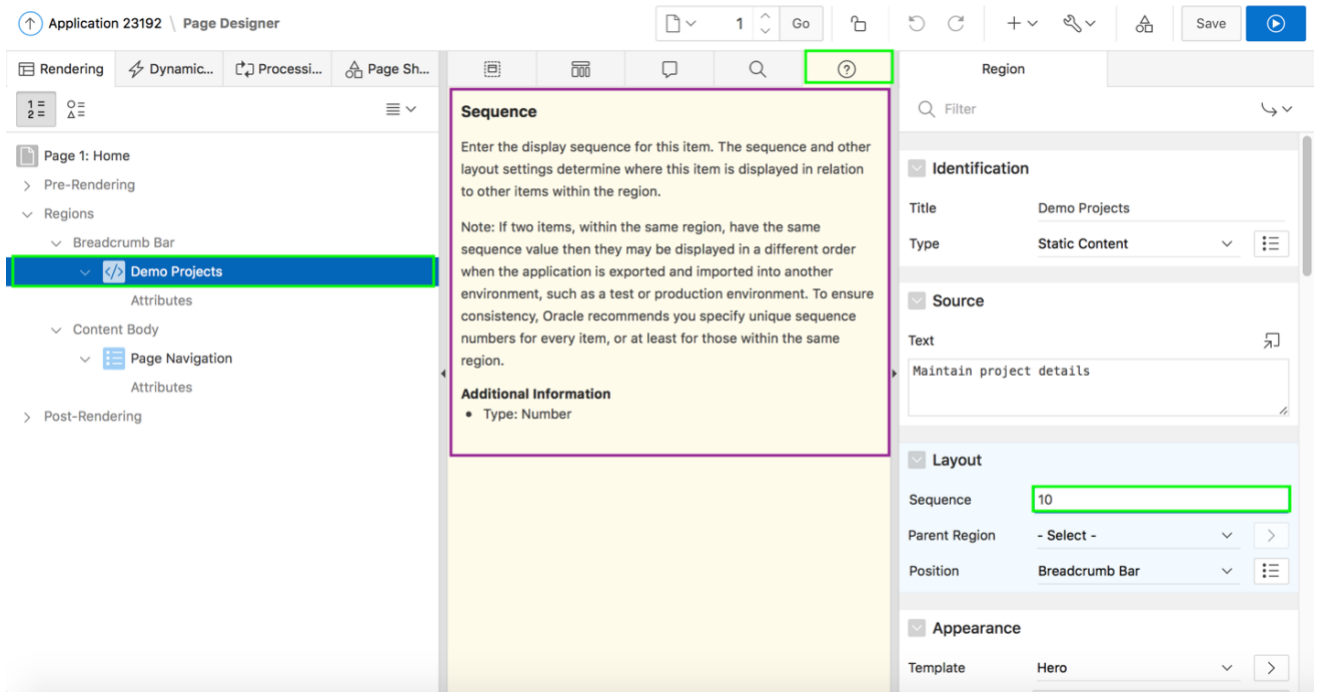 Application 23192 \ Page Designer 1 Go Save
Rendering Dynamic... Processi... Page Sh...
Page 1: Home
Pre-Rendering
Regions
Breadcrumb Bar
Demo Projects
Attributes
Content Body
Page Navigation
Attributes
Post-Rendering
Sequence
Enter the display sequence for this item. The sequence and other
layout settings determine where this item is displayed in relation
to other items within the region.
Note: If two items, within the same region, have the same
sequence value then they may be displayed in a different order
when the application is exported and imported into another
environment, such as a test or production environment. To ensure
consistency, Oracle recommends you specify unique sequence
numbers for every item, or at least for those within the same
region.
Additional Information
• Type: Number
Region
Filter
Identification
Title Demo Projects
Type Static Content
Source
Text
Maintain project details
Layout
Sequence 10
Parent Region - Select -
Position Breadcrumb Bar
Appearance
Template Hero